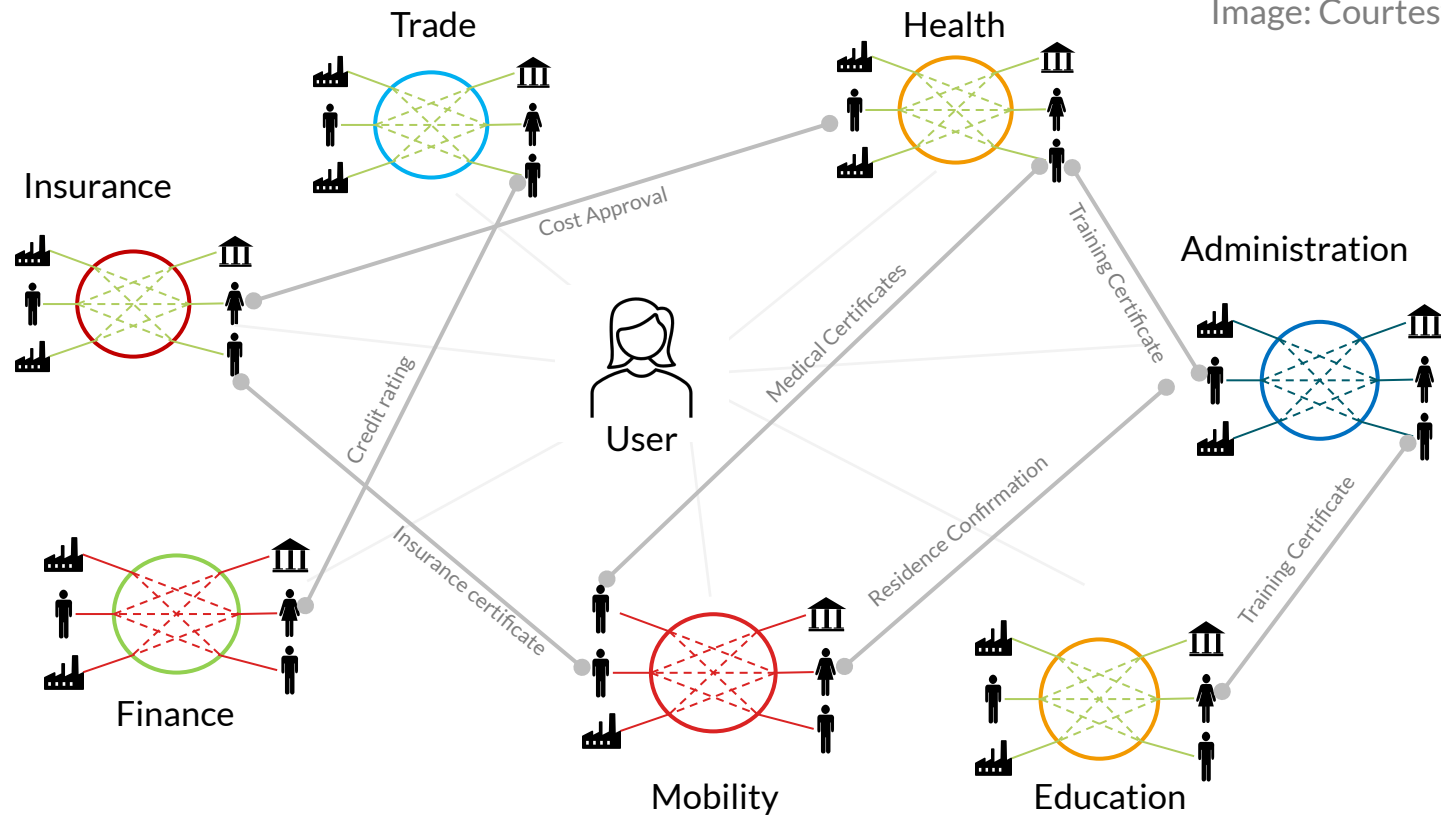 Image: Courtes
Trade
Health
Insurance
Cost Approval
Training Certificate
Administration
Medical Certificates
Credit rating
User
Insurance certificate
Residence Confirmation
Training Certificate
Finance
Mobility
Education